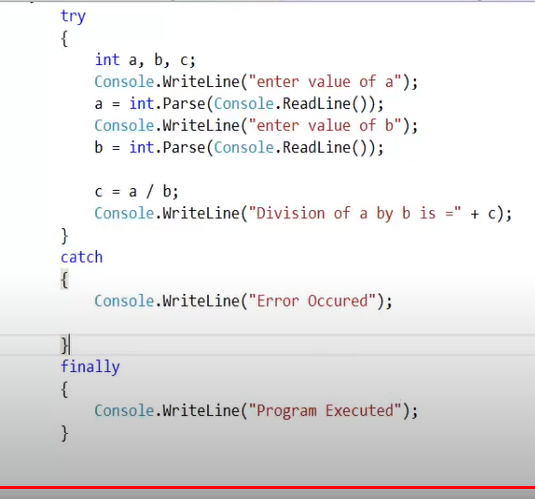 try
{
int a, b, c;
Console.WriteLine("enter value of a");
a = int.Parse(Console.ReadLine());
Console.WriteLine("enter value of b");
b = int.Parse(Console.ReadLine());
c = a / b;
Console.WriteLine("Division of a by b is =" + c);
}
catch
{
Console.WriteLine("Error Occured");
}
finally
{
Console.WriteLine("Program Executed");
}